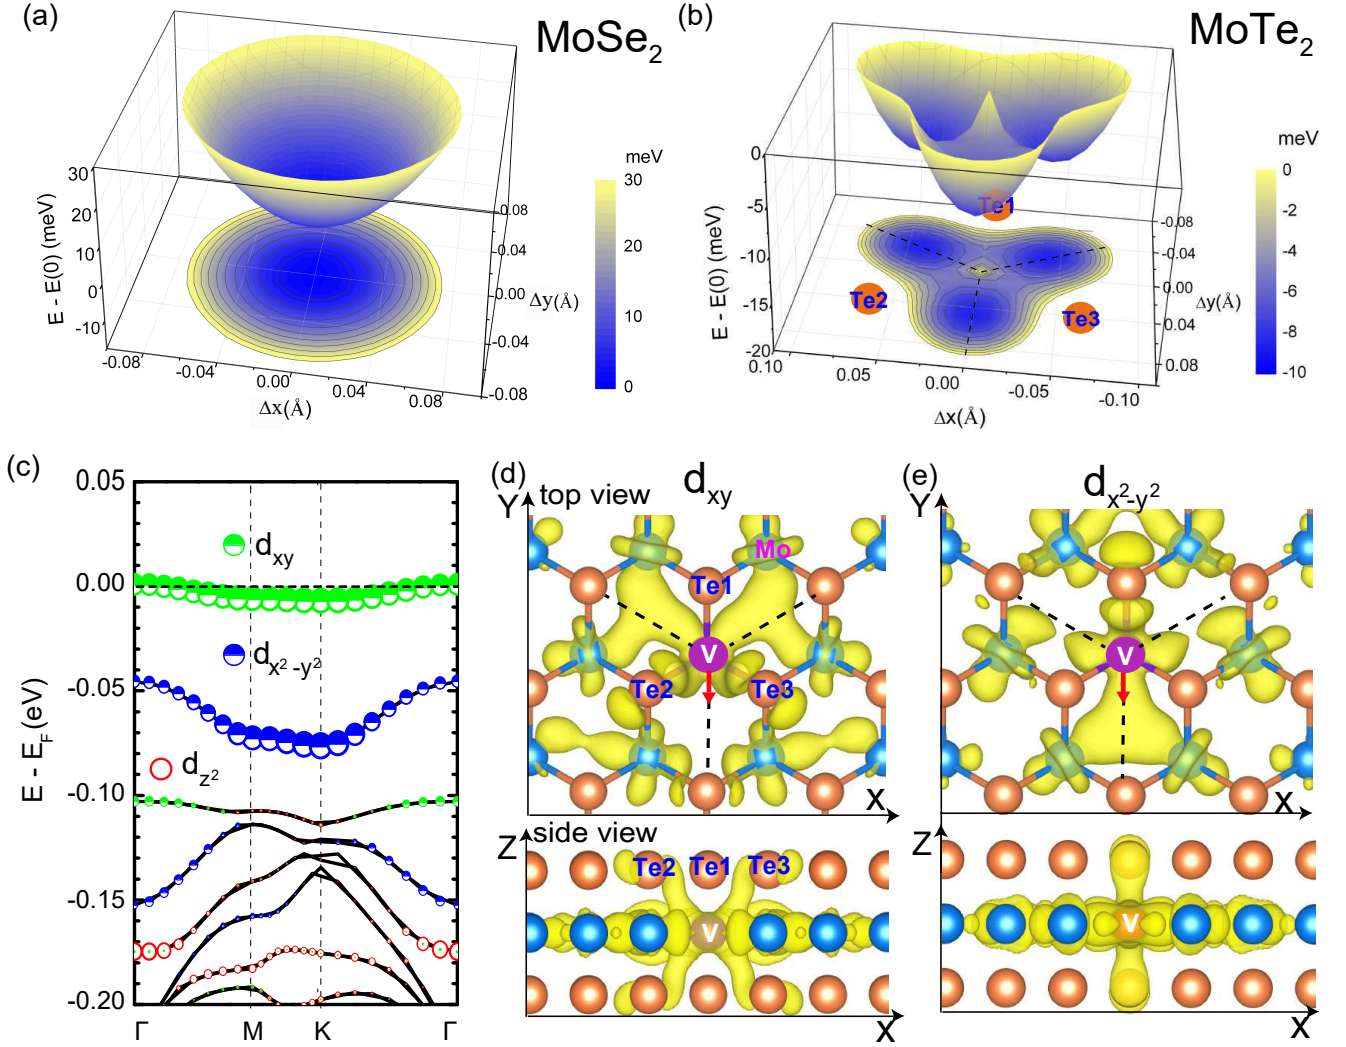 (a)
MoSe2
E - E(0) (meV)
30
20
10
0
-10
-0.08
-0.04
0.00
0.04
0.08
Δx(Å)
0.08
0.04
0.00
-0.04
-0.08
Δy(Å)
meV
30
20
10
0
(b)
MoTe2
E - E(0) (meV)
0
-5
-10
-15
-20
0.10
0.05
0.00
-0.05
-0.10
Δx(Å)
-0.08
-0.04
0.00
0.04
0.08
Δy(Å)
Te1
Te2
Te3
meV
0
-2
-4
-6
-8
-10
(c)
E - EF (eV)
0.05
0.00
-0.05
-0.10
-0.15
-0.20
dxy
dx²-y²
dz²
Γ
M
K
Γ
(d)
dxy
Y
top view
Mo
Te1
V
Te2
Te3
X
Z
side view
Te2
Te1
Te3
V
X
(e)
dx²-y²
Y
V
X
Z
V
X